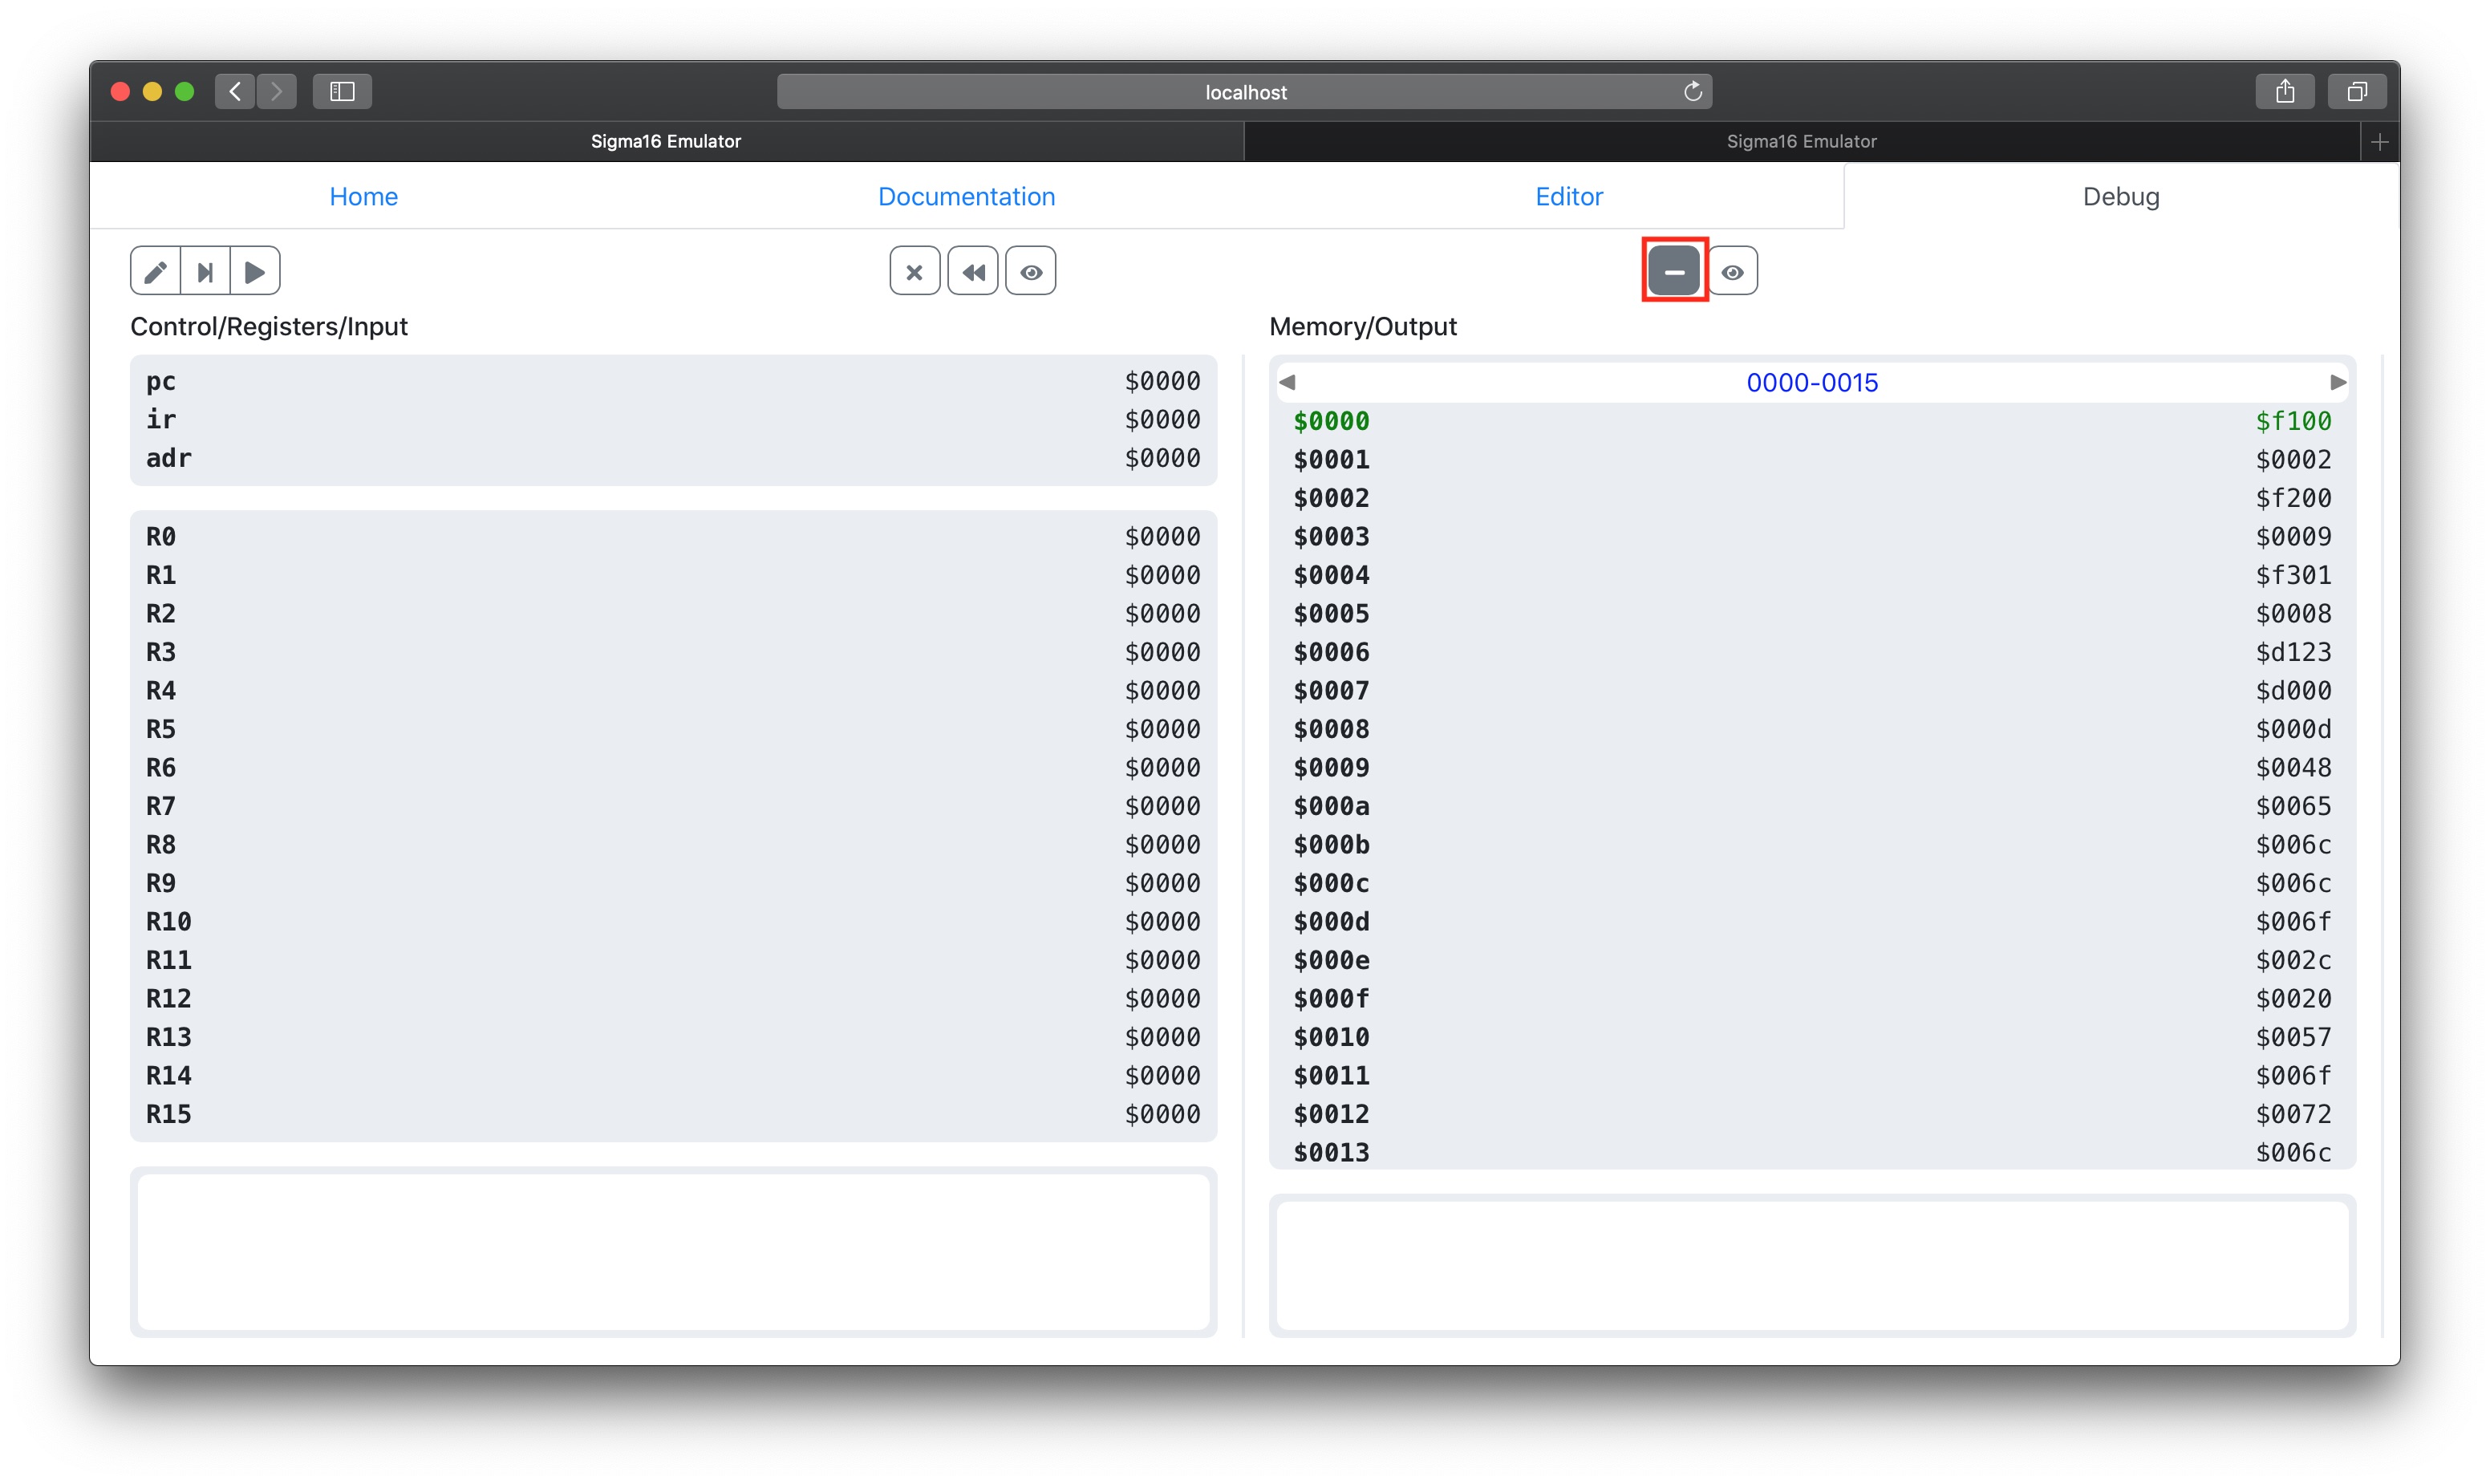 localhost
Sigma16 Emulator
Sigma16 Emulator
Home
Documentation
Editor
Debug
Control/Registers/Input
pc $0000
ir $0000
adr $0000
R0 $0000
R1 $0000
R2 $0000
R3 $0000
R4 $0000
R5 $0000
R6 $0000
R7 $0000
R8 $0000
R9 $0000
R10 $0000
R11 $0000
R12 $0000
R13 $0000
R14 $0000
R15 $0000
Memory/Output
0000-0015
$0000 $f100
$0001 $0002
$0002 $f200
$0003 $0009
$0004 $f301
$0005 $0008
$0006 $d123
$0007 $d000
$0008 $000d
$0009 $0048
$000a $0065
$000b $006c
$000c $006c
$000d $006f
$000e $002c
$000f $0020
$0010 $0057
$0011 $006f
$0012 $0072
$0013 $006c